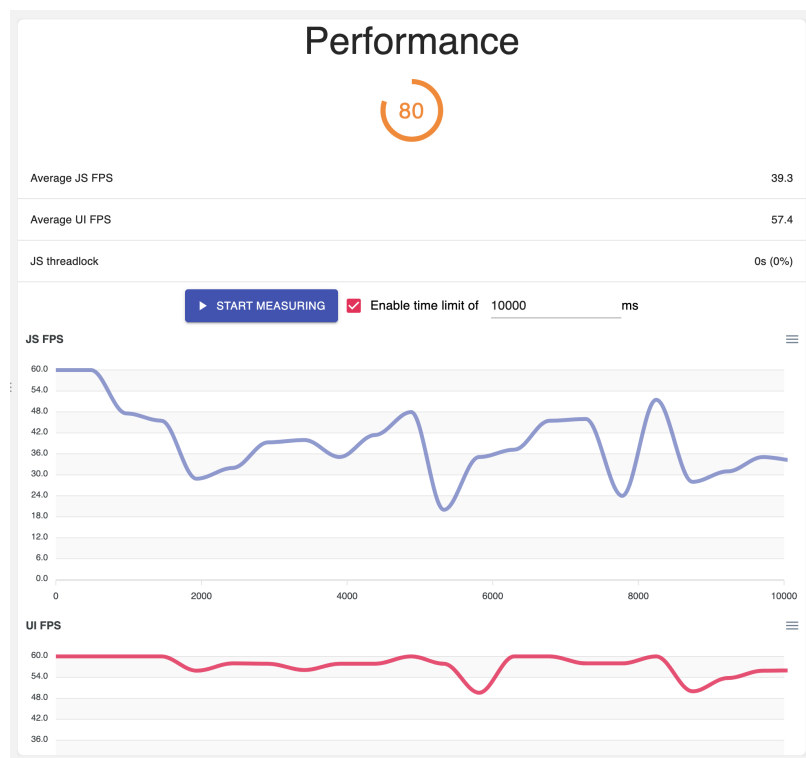 Performance
80
Average JS FPS 39.3
Average UI FPS 57.4
JS threadlock 0s (0%)
START MEASURING Enable time limit of 10000 ms
JS FPS
60.0
54.0
48.0
42.0
36.0
30.0
24.0
18.0
12.0
6.0
0.0
0 2000 4000 6000 8000 10000
UI FPS
60.0
54.0
48.0
42.0
36.0